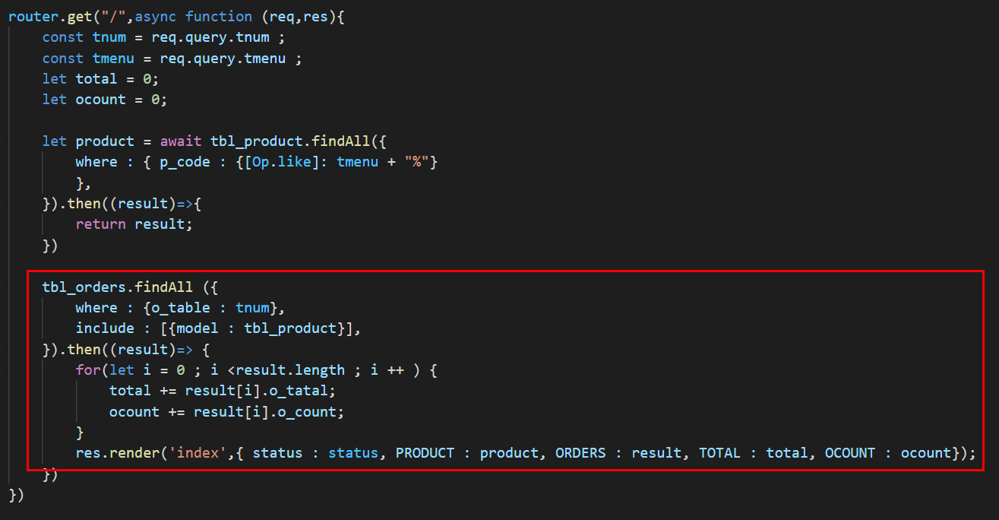 router.get("/",async function (req,res){
    const tnum = req.query.tnum ;
    const tmenu = req.query.tmenu ;
    let total = 0;
    let ocount = 0;

    let product = await tbl_product.findAll({
        where : { p_code : {[Op.like]: tmenu + "%"}
        },
    }).then((result)=>{
        return result;
    })

    tbl_orders.findAll ({
        where : {o_table : tnum},
        include : [{model : tbl_product}],
    }).then((result)=> {
        for(let i = 0 ; i <result.length ; i ++ ) {
            total += result[i].o_tatal;
            ocount += result[i].o_count;
        }
        res.render('index',{ status : status, PRODUCT : product, ORDERS : result, TOTAL : total, OCOUNT : ocount});
    })
})